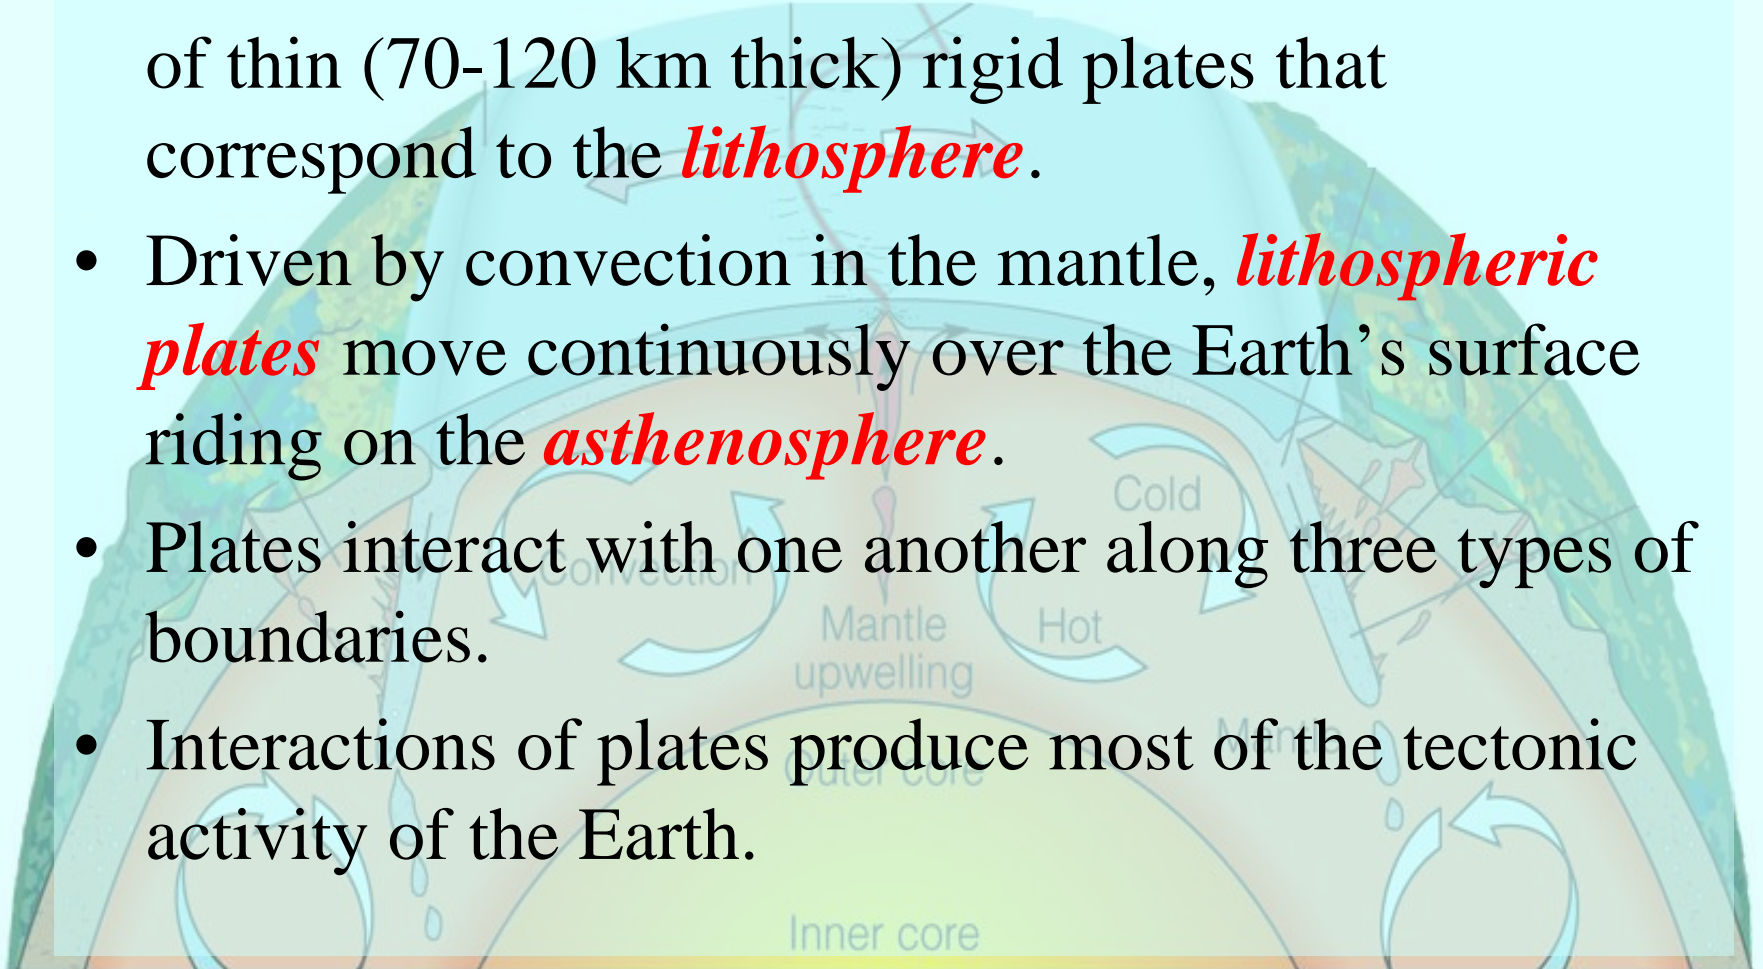 of thin (70-120 km thick) rigid plates that
correspond to the lithosphere.
• Driven by convection in the mantle, lithospheric
plates move continuously over the Earth’s surface
riding on the asthenosphere.
Cold
• Plates interact with one another along three types of
Convection
Mantle
upwelling
Hot
boundaries.
Mantle
• Interactions of plates produce most of the tectonic
Outer core
activity of the Earth.
Inner core